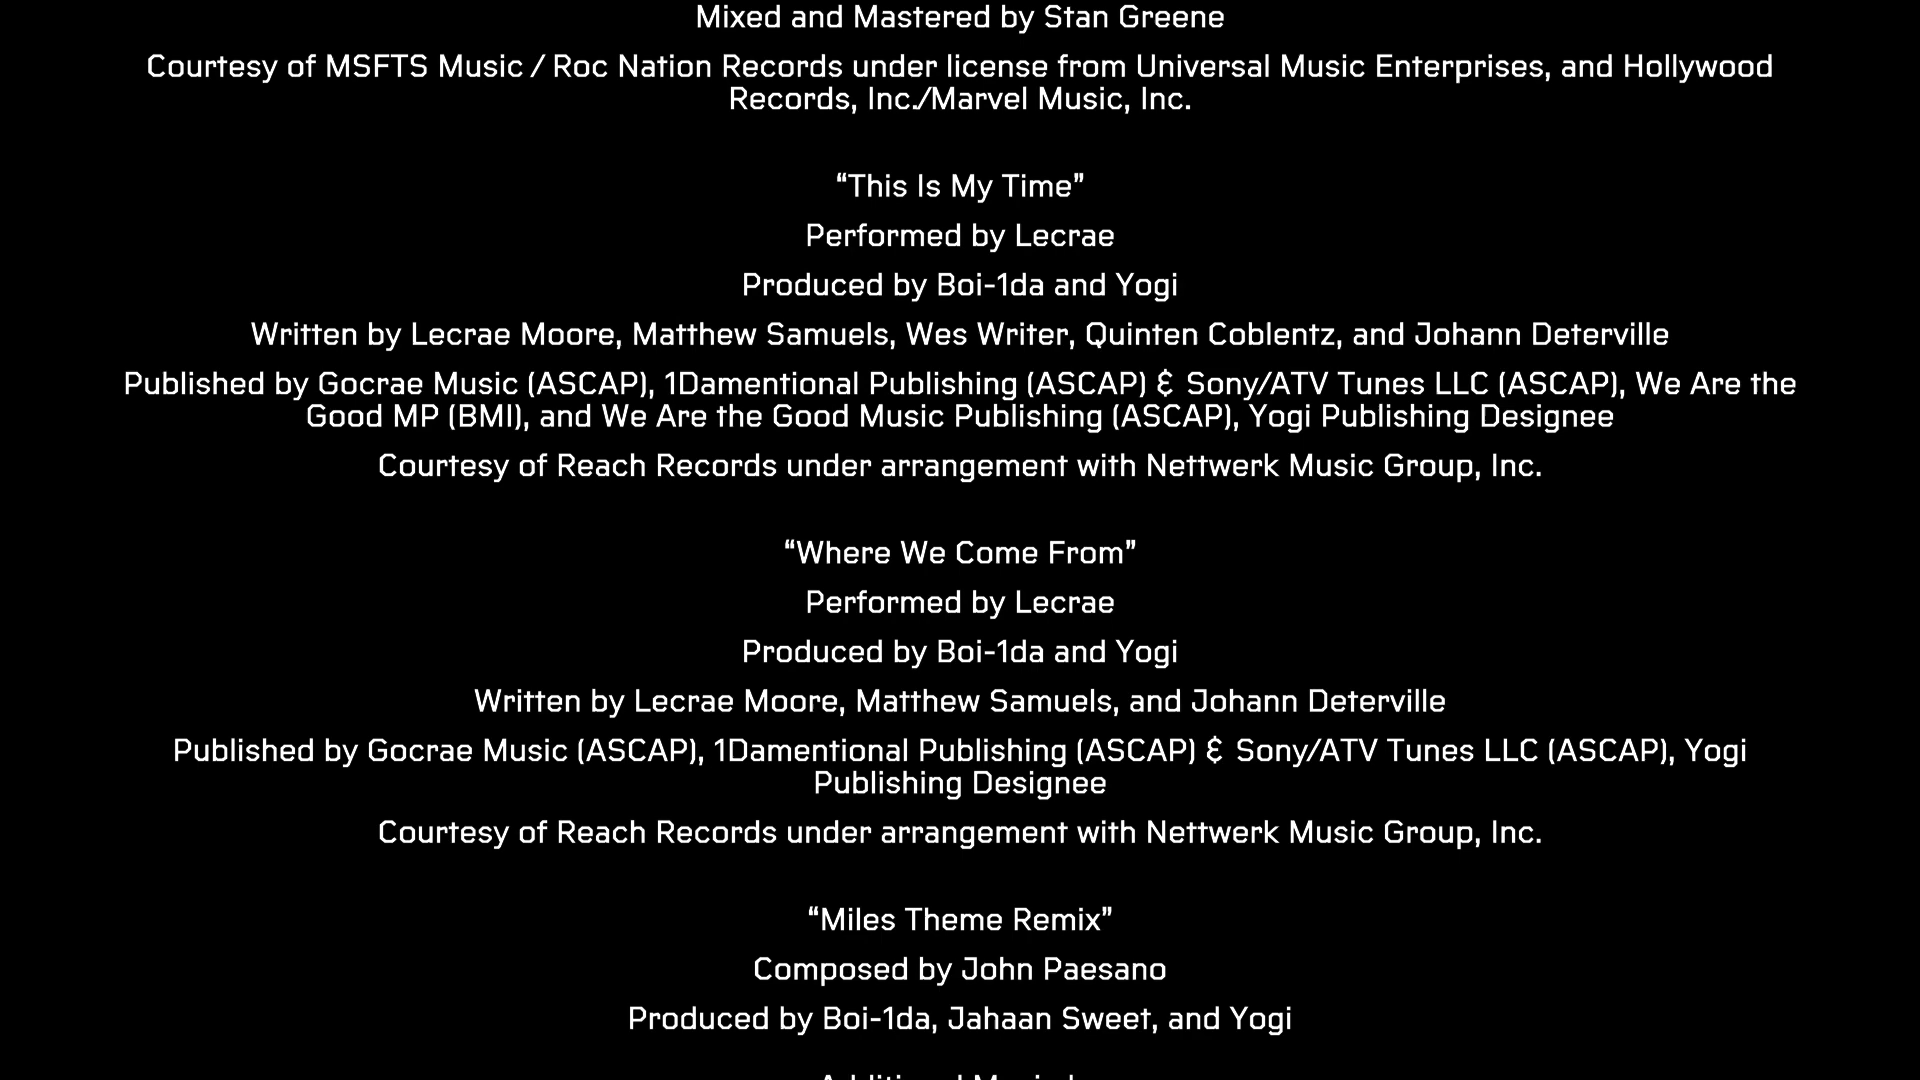 Mixed and Mastered by Stan Greene
Courtesy of MSFTS Music / Roc Nation Records under license from Universal Music Enterprises, and Hollywood
Records, Inc./Marvel Music, Inc.
“This Is My Time”
Performed by Lecrae
Produced by Boi-1da and Yogi
Written by Lecrae Moore, Matthew Samuels, Wes Writer, Quinten Coblentz, and Johann Deterville
Published by Gocrae Music (ASCAP), 1Damentional Publishing (ASCAP) & Sony/ATV Tunes LLC (ASCAP), We Are the
Good MP (BMI), and We Are the Good Music Publishing (ASCAP), Yogi Publishing Designee
Courtesy of Reach Records under arrangement with Nettwerk Music Group, Inc.
“Where We Come From”
Performed by Lecrae
Produced by Boi-1da and Yogi
Written by Lecrae Moore, Matthew Samuels, and Johann Deterville
Published by Gocrae Music (ASCAP), 1Damentional Publishing (ASCAP) & Sony/ATV Tunes LLC (ASCAP), Yogi
Publishing Designee
Courtesy of Reach Records under arrangement with Nettwerk Music Group, Inc.
“Miles Theme Remix”
Composed by John Paesano
Produced by Boi-1da, Jahaan Sweet, and Yogi